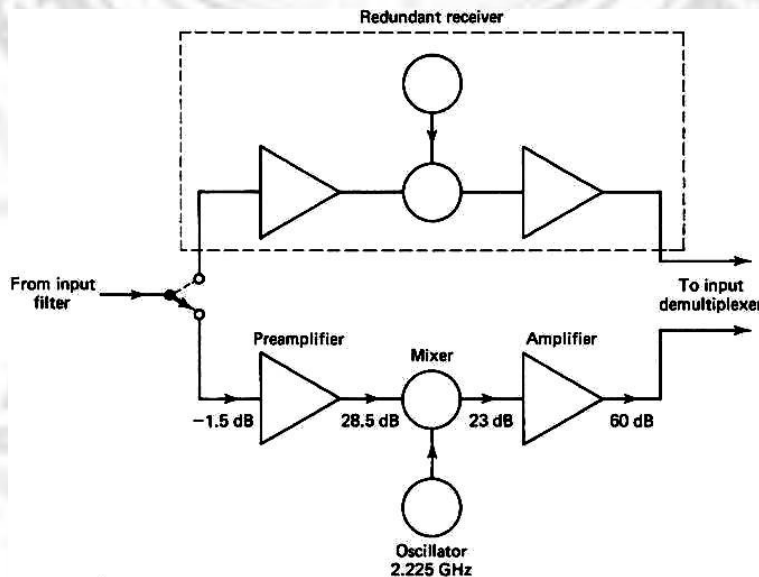 Redundant receiver
From input
filter
To input
demultiplexer
Preamplifier
Mixer
Amplifier
−1.5 dB
28.5 dB
23 dB
60 dB
Oscillator
2.225 GHz